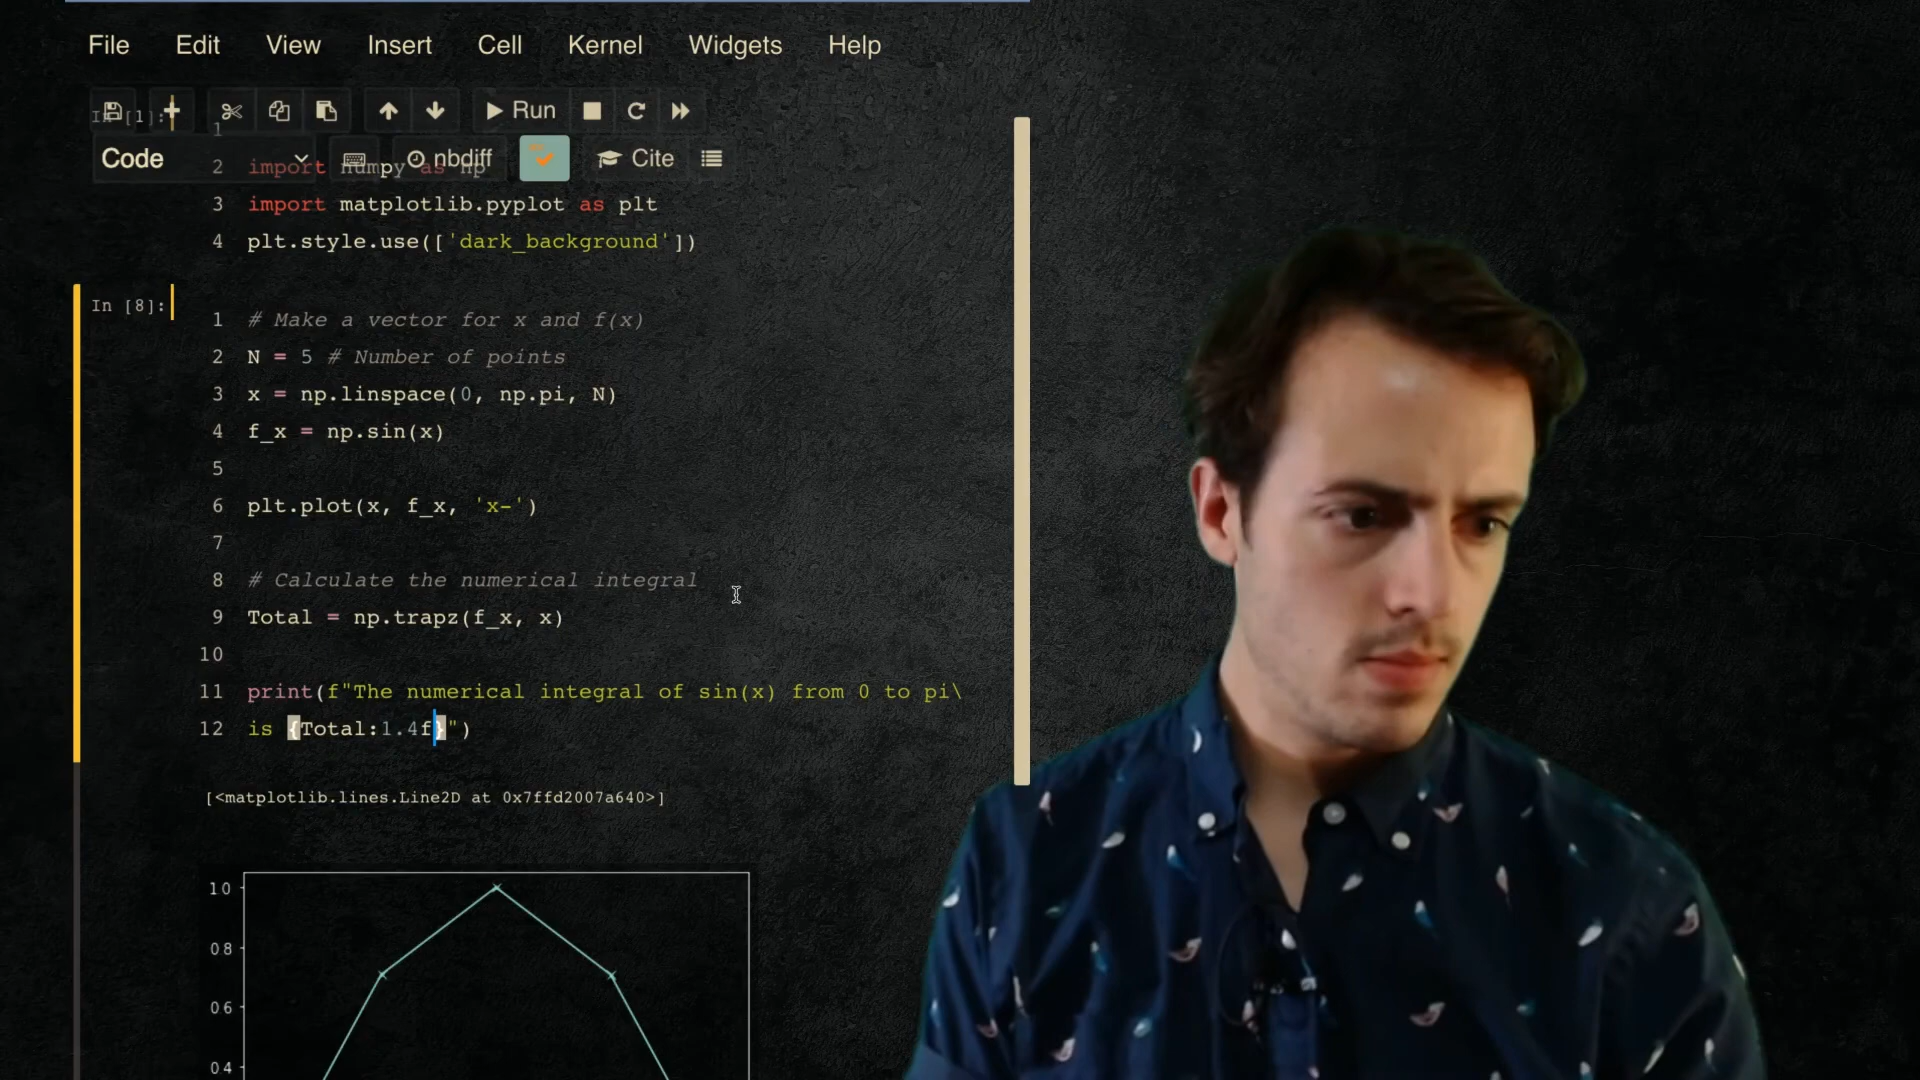 File Edit View Insert Cell Kernel Widgets Help
In [1]:
Run
1
Code
nbdiff
Cite
2 import numpy as np
3 import matplotlib.pyplot as plt
4 plt.style.use(['dark_background'])
In [8]:
1 # Make a vector for x and f(x)
2 N = 5 # Number of points
3 x = np.linspace(0, np.pi, N)
4 f_x = np.sin(x)
5
6 plt.plot(x, f_x, 'x-')
7
8 # Calculate the numerical integral
9 Total = np.trapz(f_x, x)
10
11 print(f"The numerical integral of sin(x) from 0 to pi\
12 is {Total:1.4f}")
[<matplotlib.lines.Line2D at 0x7ffd2007a640>]
1.0
0.8
0.6
0.4